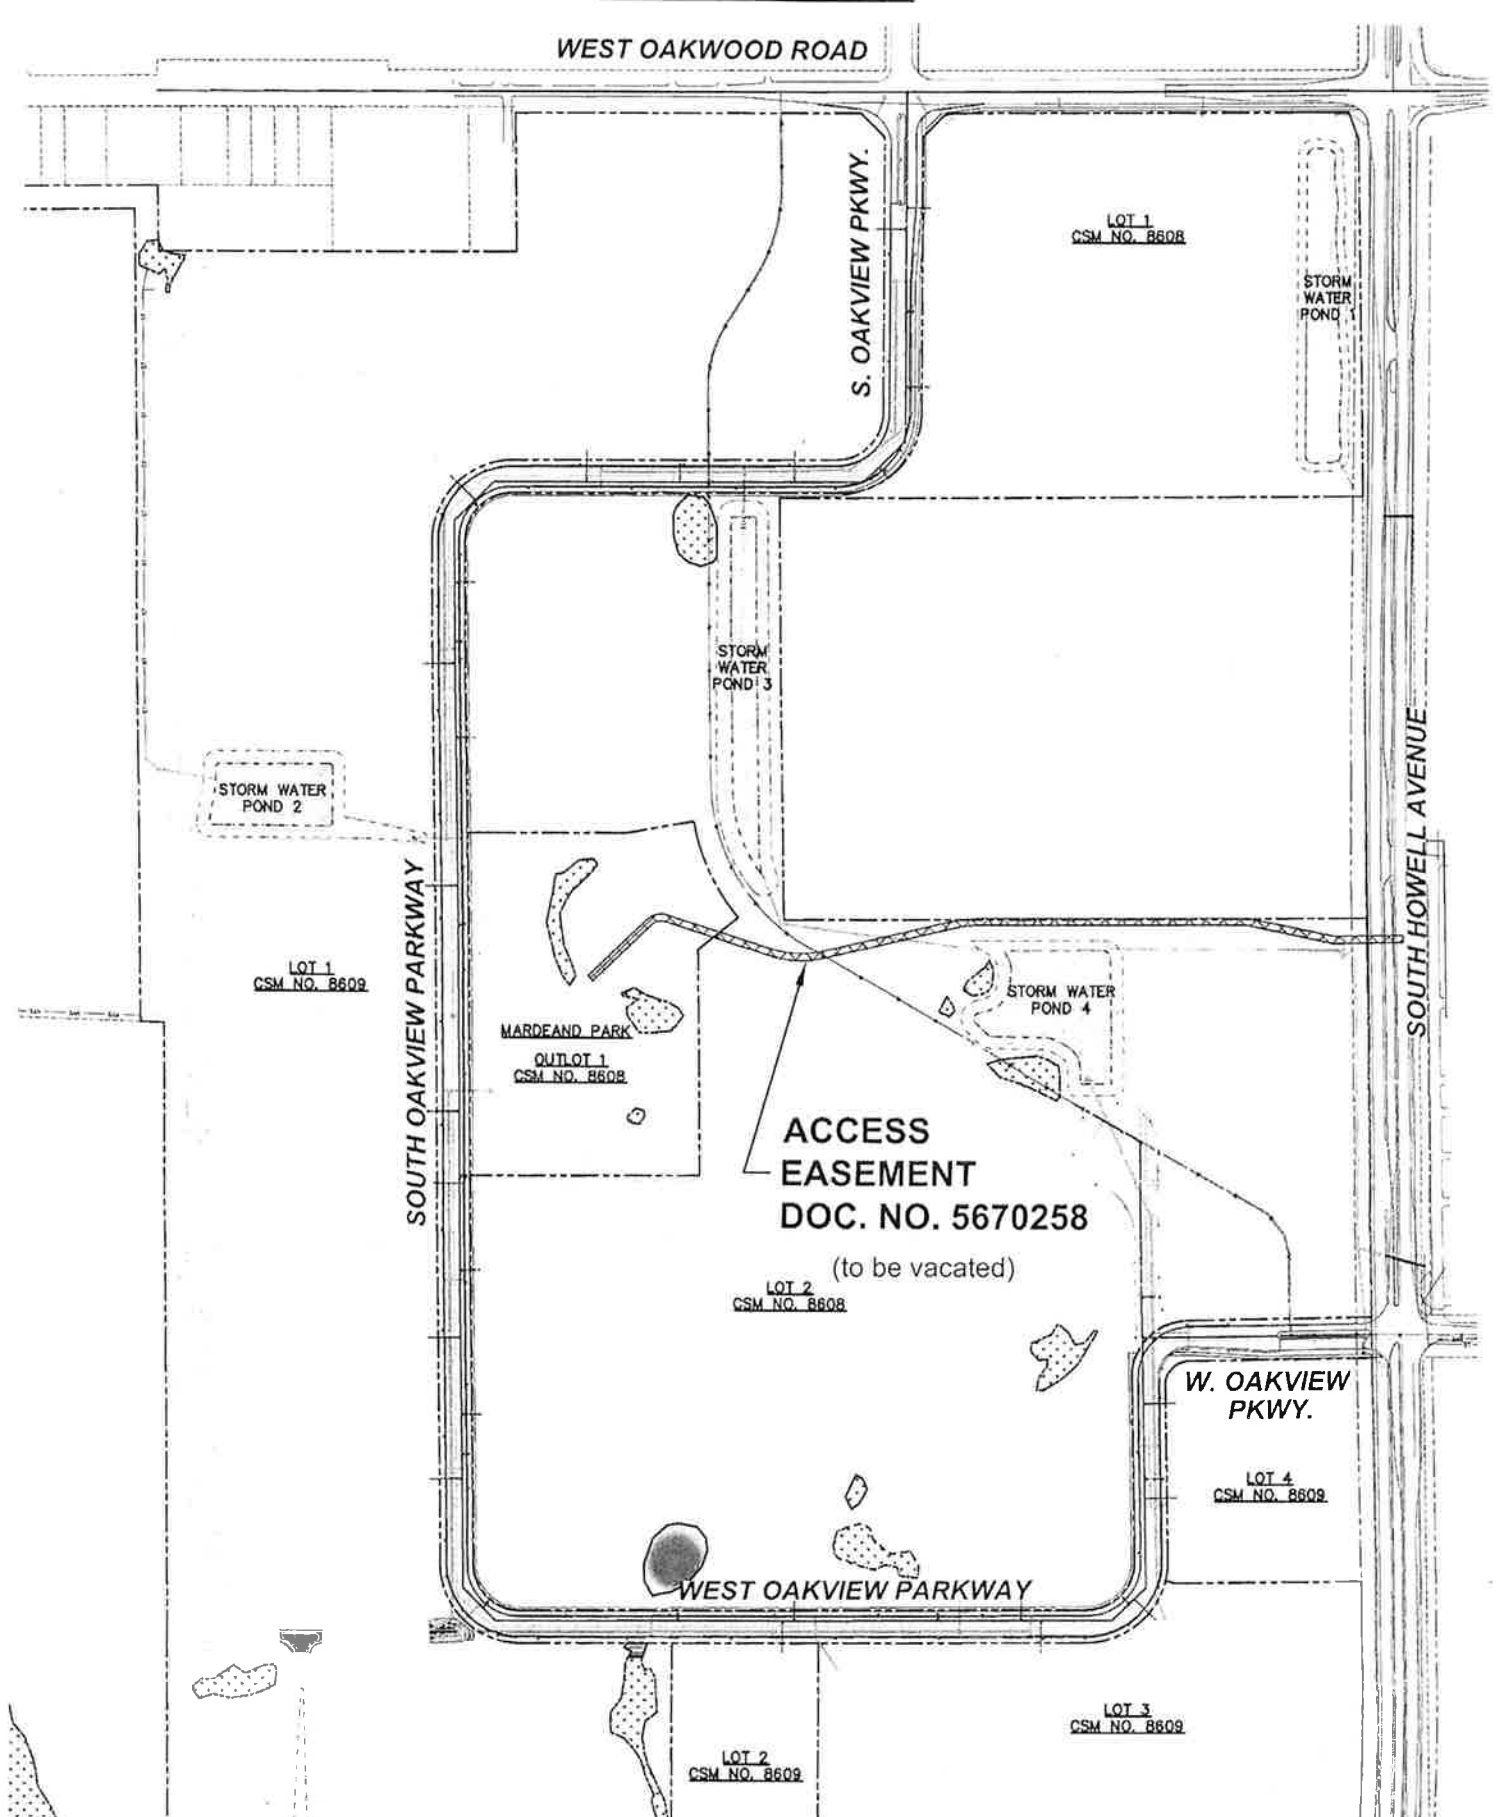 WEST OAKWOOD ROAD
S. OAKVIEW PKWY.
LOT 1
CSM NO. 8608
STORM
WATER
POND 1
STORM
WATER
POND 3
STORM WATER
POND 2
SOUTH HOWELL AVENUE
SOUTH OAKVIEW PARKWAY
LOT 1
CSM NO. 8609
STORM WATER
POND 4
MARDEAND PARK
OUTLOT 1
CSM NO. 8608
ACCESS
EASEMENT
DOC. NO. 5670258
(to be vacated)
LOT 2
CSM NO. 8608
W. OAKVIEW
PKWY.
LOT 4
CSM NO. 8609
WEST OAKVIEW PARKWAY
LOT 3
CSM NO. 8609
LOT 2
CSM NO. 8609